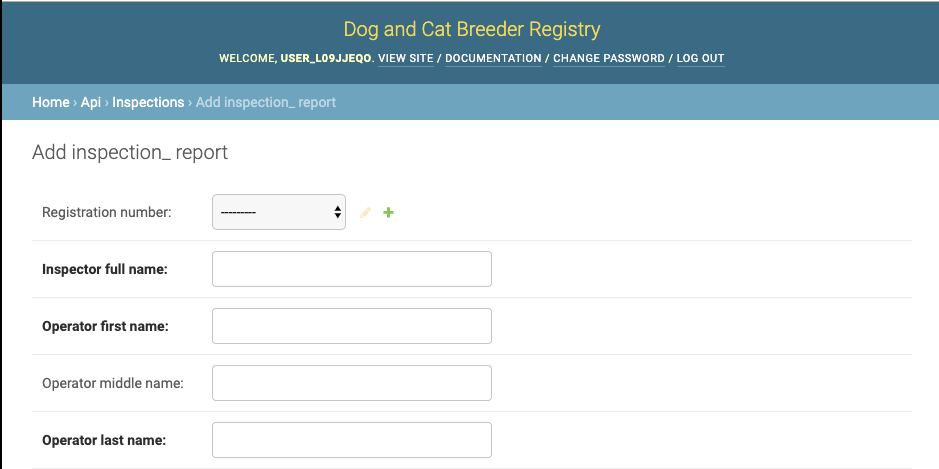 Dog and Cat Breeder Registry
WELCOME, USER_L09JJEQO. VIEW SITE / DOCUMENTATION / CHANGE PASSWORD / LOG OUT
Home › Api › Inspections › Add inspection_ report
Add inspection_ report
Registration number: ---------
Inspector full name:
Operator first name:
Operator middle name:
Operator last name: